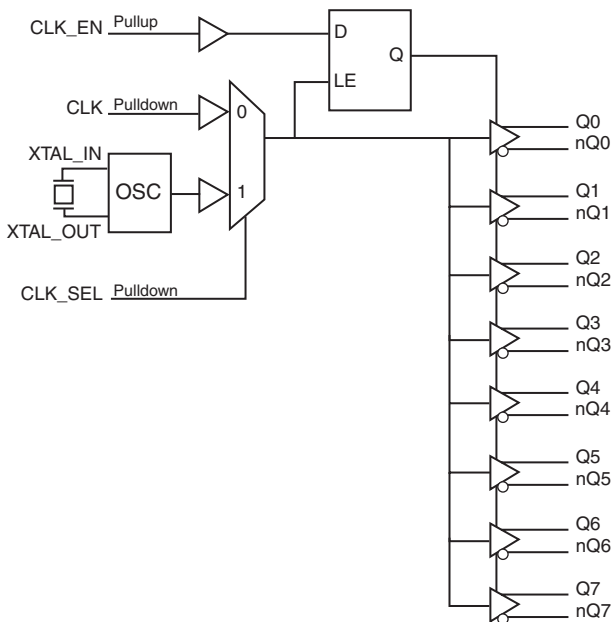 CLK_EN Pullup
D
Q
LE
CLK Pulldown
0
XTAL_IN
OSC
1
XTAL_OUT
CLK_SEL Pulldown
Q0
nQ0
Q1
nQ1
Q2
nQ2
Q3
nQ3
Q4
nQ4
Q5
nQ5
Q6
nQ6
Q7
nQ7